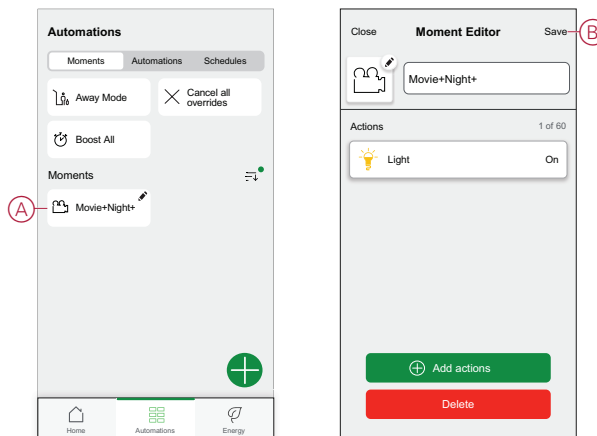 Automations
Moments Automations Schedules
Away Mode
Cancel all
overrides
Boost All
Moments
A
Movie+Night+
Home Automations Energy
Close Moment Editor Save
B
Movie+Night+
Actions 1 of 60
Light On
Add actions
Delete